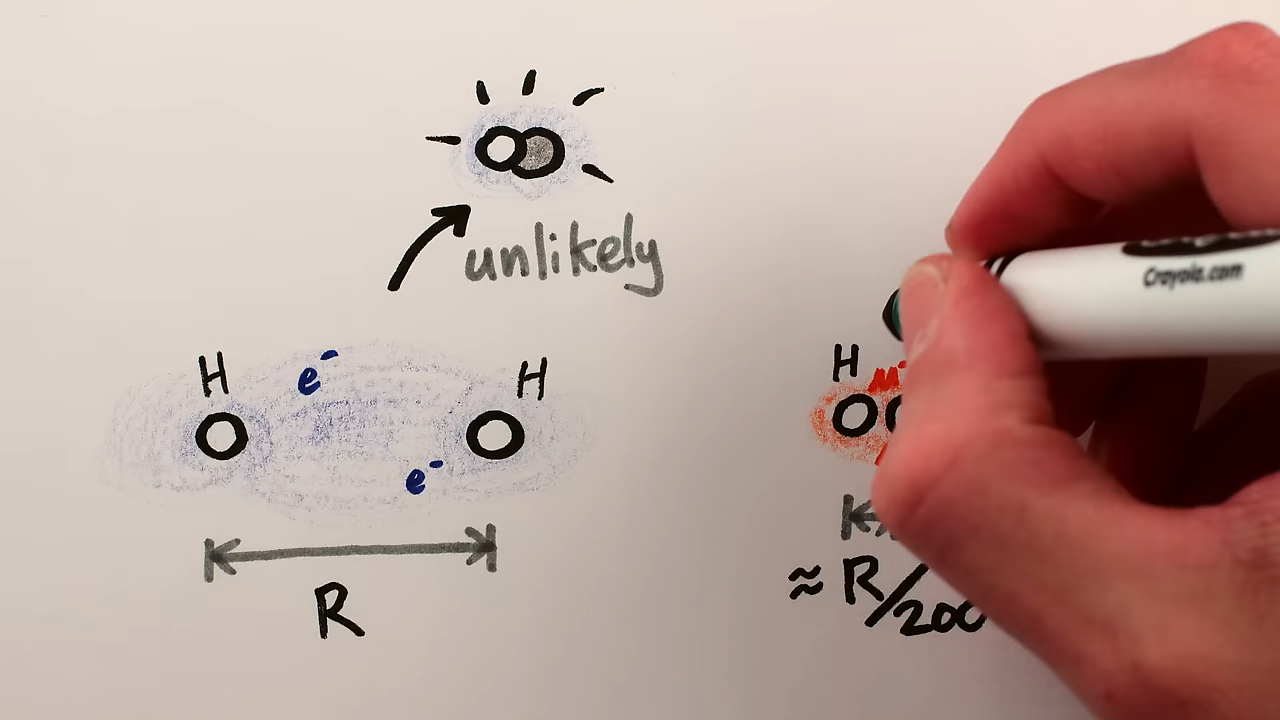 unlikely
H e⁻ H
e⁻
R
H μ⁻
≈ R/200
Crayola.com